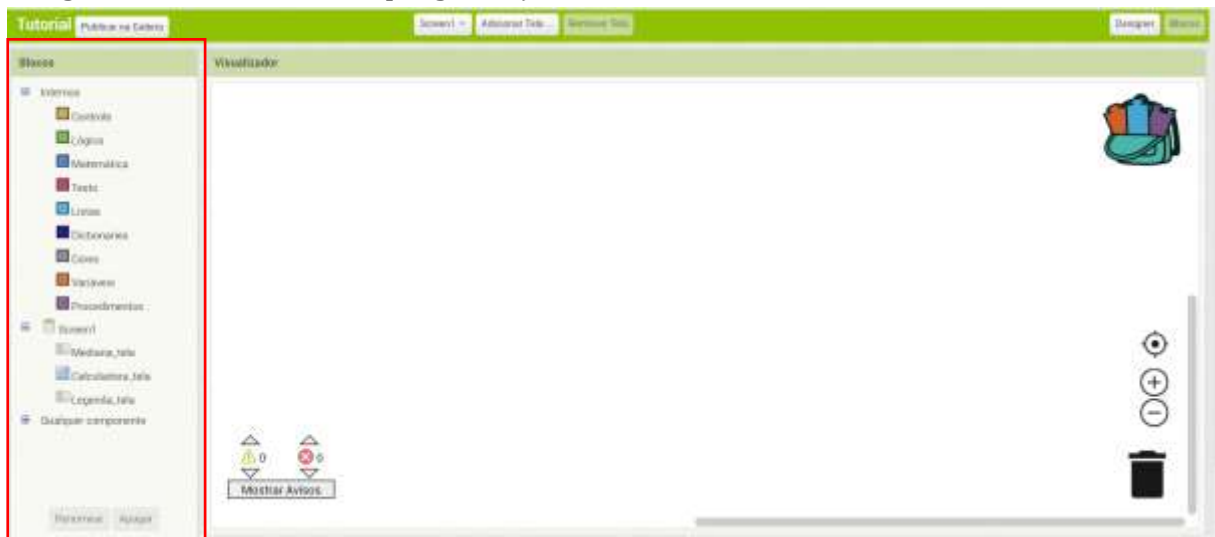 Tutorial Publicar na Galeria Screen1 Adicionar Tela... Remover Tela Designer Blocos
Blocos
Visualizador
Internos
Controle
Lógica
Matemática
Texto
Listas
Dictionaries
Cores
Variáveis
Procedimentos
Screen1
Mediana_tela
Calculadora_tela
Legenda_tela
Qualquer componente
0 0
Mostrar Avisos
Renomear Apagar